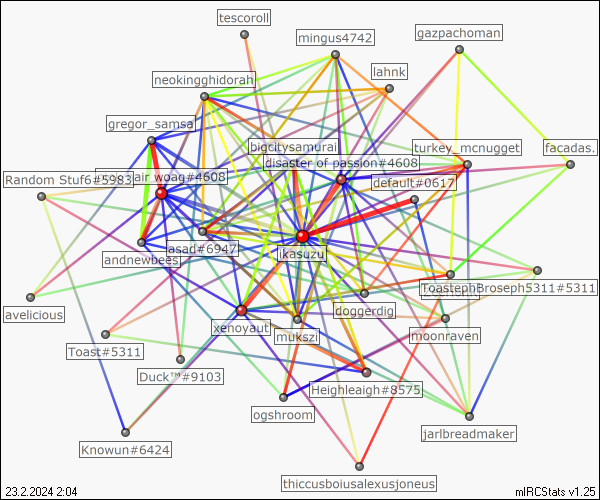 tescoroll
mingus4742
gazpachoman
neokingghidorah
lahnk
gregor_samsa
bigcitysamurai
turkey_mcnugget
facadas.
disaster of passion#4608
Random Stuf6#5983
air wgag#4608
default#0617
andnewbees
asad#6947
ikasuzu
ToastephBroseph5311#5311
avelicious
doggerdig
xenoyaut
mukszi
moonraven
Toast#5311
Duck™#9103
Heighleaigh#8575
ogshroom
jarlbreadmaker
Knowun#6424
thiccusboiusalexusjoneus
23.2.2024 2:04
mIRCStats v1.25